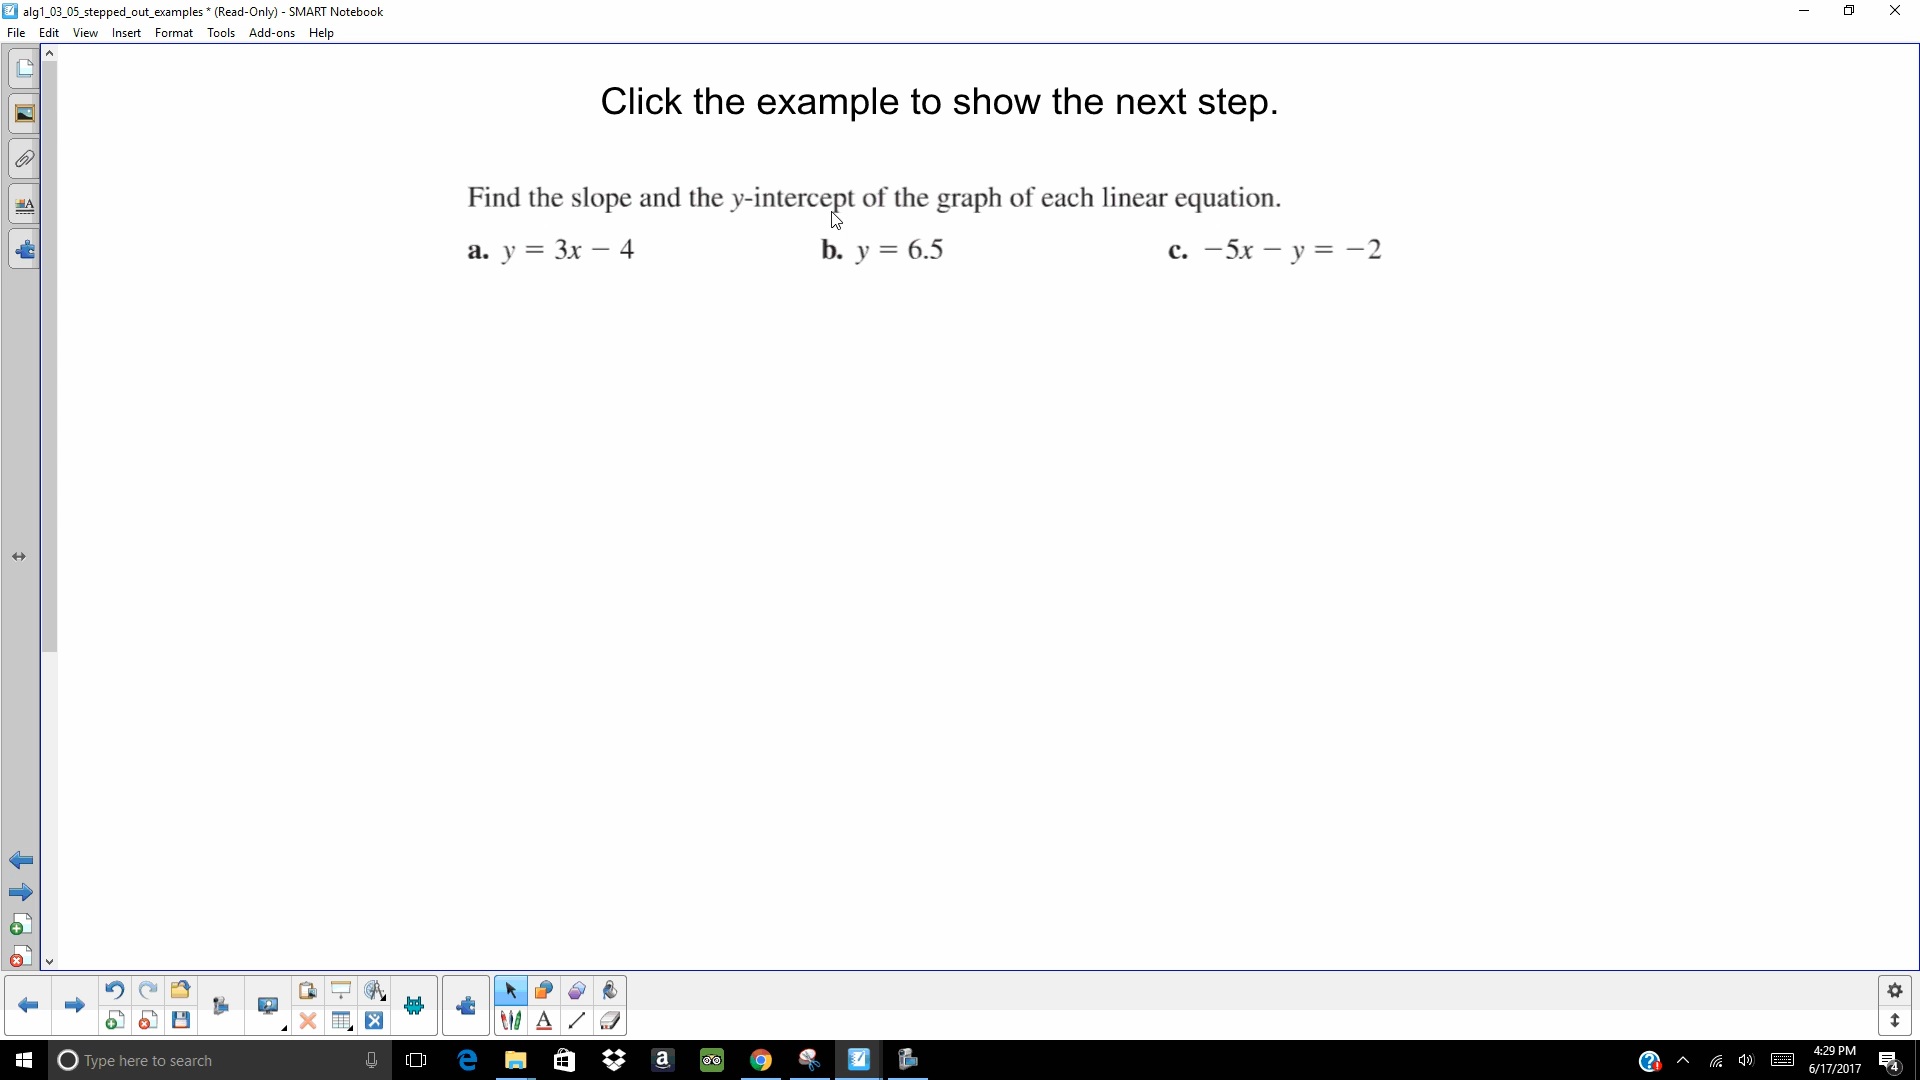 alg1_03_05_stepped_out_examples * (Read-Only) - SMART Notebook
File Edit View Insert Format Tools Add-ons Help
Click the example to show the next step.
Find the slope and the y-intercept of the graph of each linear equation.
a. y = 3x − 4 b. y = 6.5 c. −5x − y = −2
Type here to search
4:29 PM
6/17/2017
4